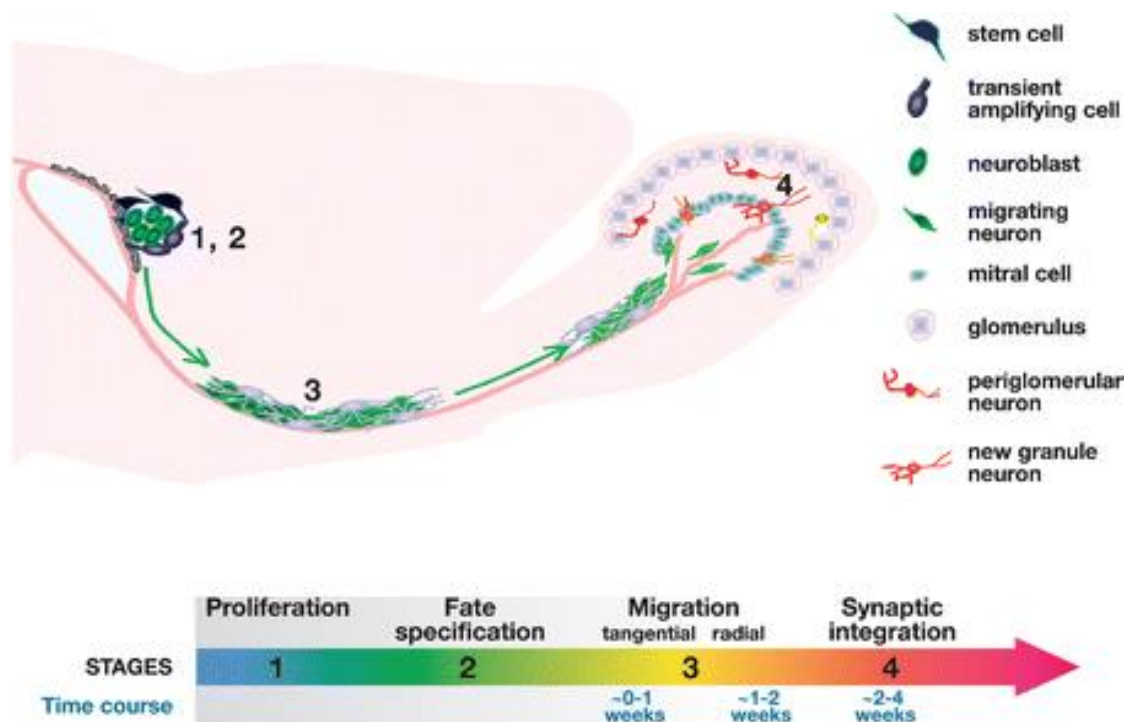 stem cell
transient
amplifying cell
neuroblast
migrating
neuron
mitral cell
glomerulus
periglomerular
neuron
new granule
neuron
1, 2
3
4
Proliferation
Fate
specification
Migration
tangential radial
Synaptic
integration
STAGES
1
2
3
4
Time course
~0-1
weeks
~1-2
weeks
~2-4
weeks